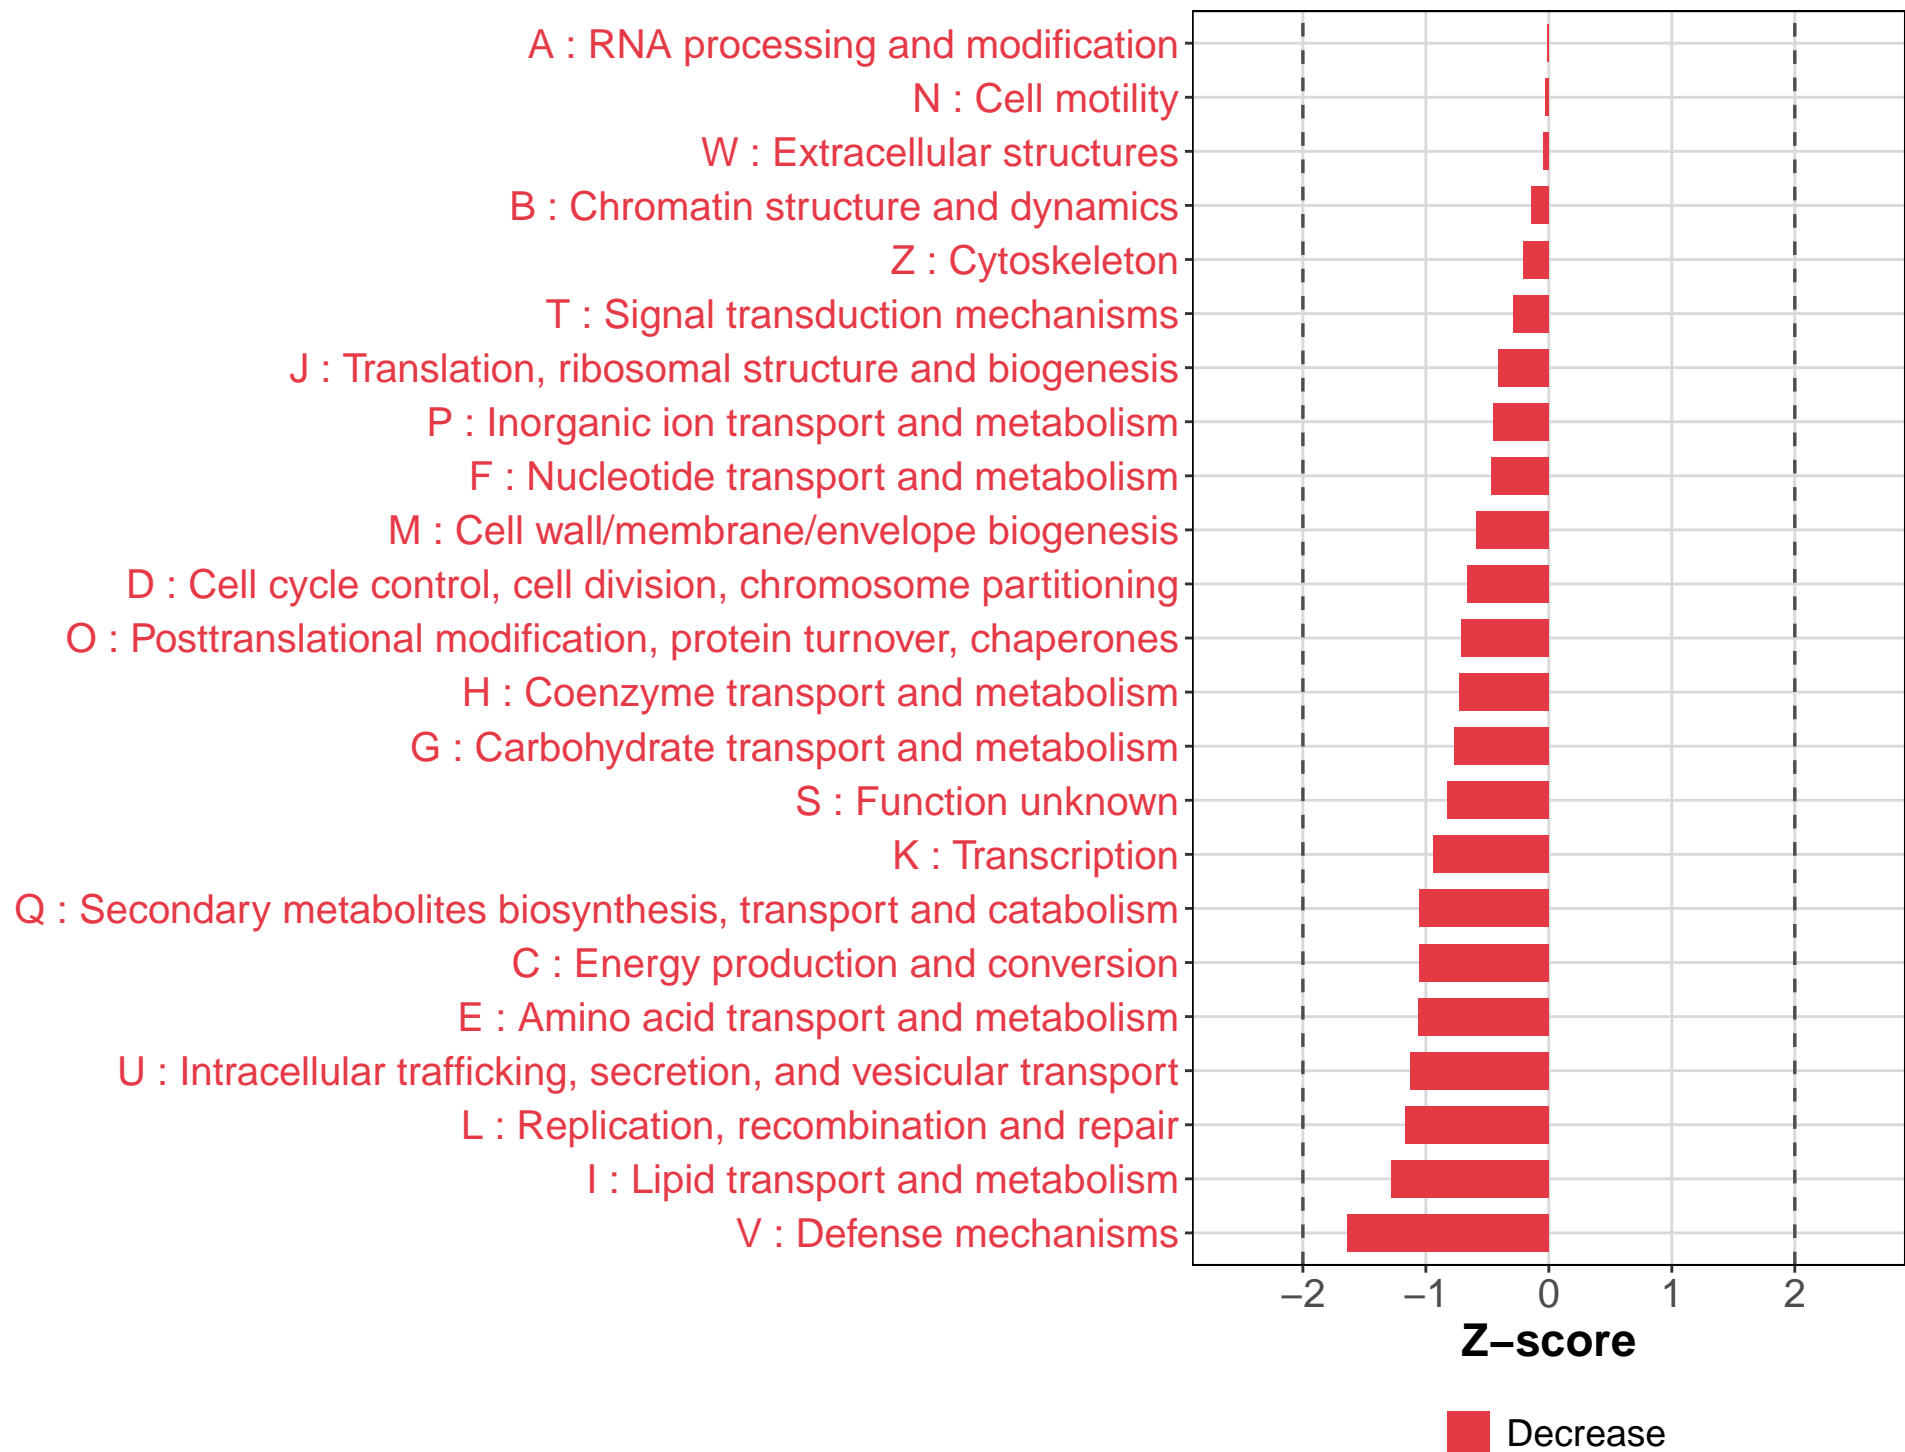 A : RNA processing and modification
N : Cell motility
W : Extracellular structures
B : Chromatin structure and dynamics
Z : Cytoskeleton
T : Signal transduction mechanisms
J : Translation, ribosomal structure and biogenesis
P : Inorganic ion transport and metabolism
F : Nucleotide transport and metabolism
M : Cell wall/membrane/envelope biogenesis
D : Cell cycle control, cell division, chromosome partitioning
O : Posttranslational modification, protein turnover, chaperones
H : Coenzyme transport and metabolism
G : Carbohydrate transport and metabolism
S : Function unknown
K : Transcription
Q : Secondary metabolites biosynthesis, transport and catabolism
C : Energy production and conversion
E : Amino acid transport and metabolism
U : Intracellular trafficking, secretion, and vesicular transport
L : Replication, recombination and repair
I : Lipid transport and metabolism
V : Defense mechanisms
−2 −1 0 1 2
Z−score
Decrease